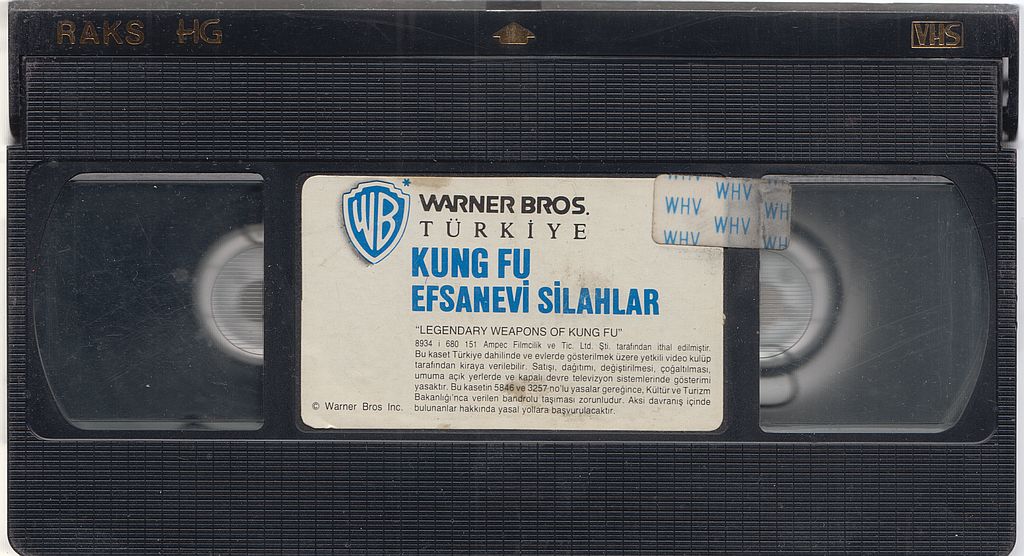 RAKS HG
VHS
WB
*
WARNER BROS.
TÜRKİYE
KUNG FU
EFSANEVİ SİLAHLAR
"LEGENDARY WEAPONS OF KUNG FU"
8934 i 680 151 Ampec Filmcilik ve Tic. Ltd. Şti. tarafından ithal edilmiştir.
Bu kaset Türkiye dahilinde ve evlerde gösterilmek üzere yetkili video kulüp
tarafından kiraya verilebilir. Satışı, dağıtımı, değiştirilmesi, çoğaltılması,
umuma açık yerlerde ve kapalı devre televizyon sistemlerinde gösterimi
yasaktır. Bu kasetin 5846 ve 3257 no'lu yasalar gereğince, Kültür ve Turizm
Bakanlığı'nca verilen bandrolu taşıması zorunludur. Aksi davranış içinde
bulunanlar hakkında yasal yollara başvurulacaktır.
© Warner Bros Inc.
WHV WHV
WHV WH
WHV WH